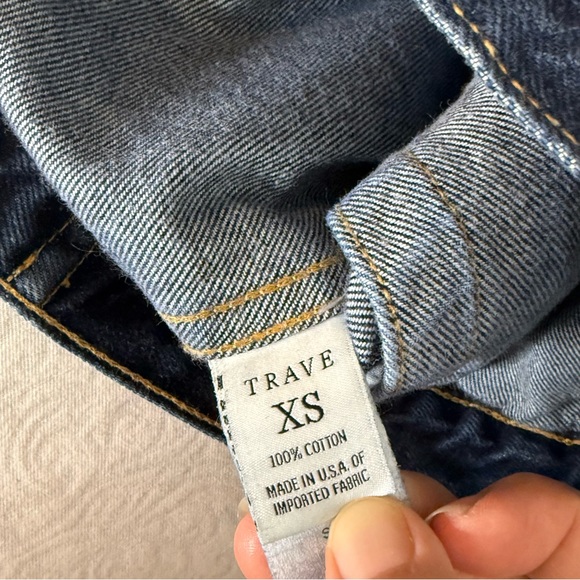 TRAVE
XS
100% COTTON
MADE IN U.S.A. OF
IMPORTED FABRIC